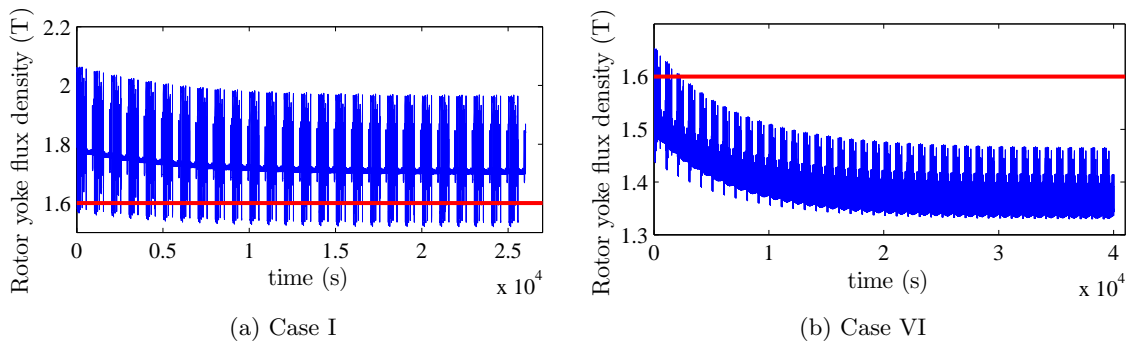 Rotor yoke flux density (T)
2.2
2
1.8
1.6
0
0.5
1
1.5
2
2.5
time (s)
x 10^4
(a) Case I
Rotor yoke flux density (T)
1.6
1.5
1.4
1.3
0
1
2
3
4
time (s)
x 10^4
(b) Case VI